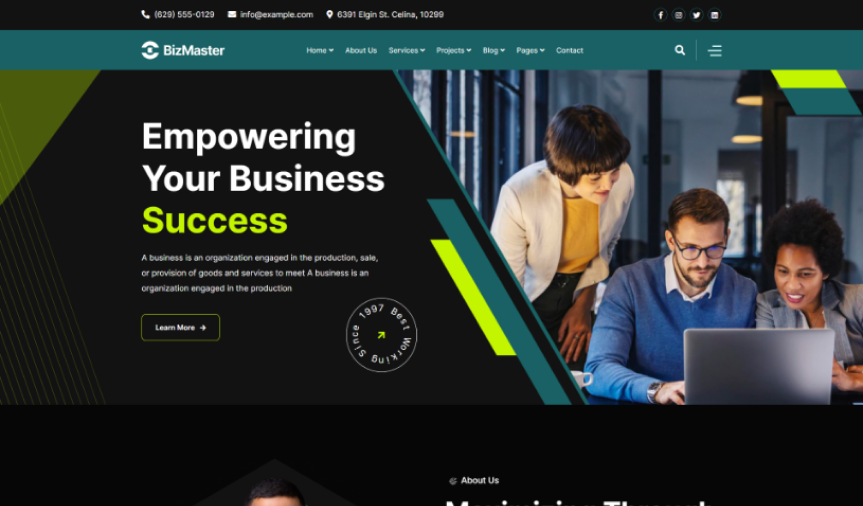 (629) 555-0129 info@example.com 6391 Elgin St. Celina, 10299
BizMaster Home About Us Services Projects Blog Pages Contact
Empowering
Your Business
Success
A business is an organization engaged in the production, sale,
or provision of goods and services to meet A business is an
organization engaged in the production
Learn More
Since 1997 Best Working
About Us